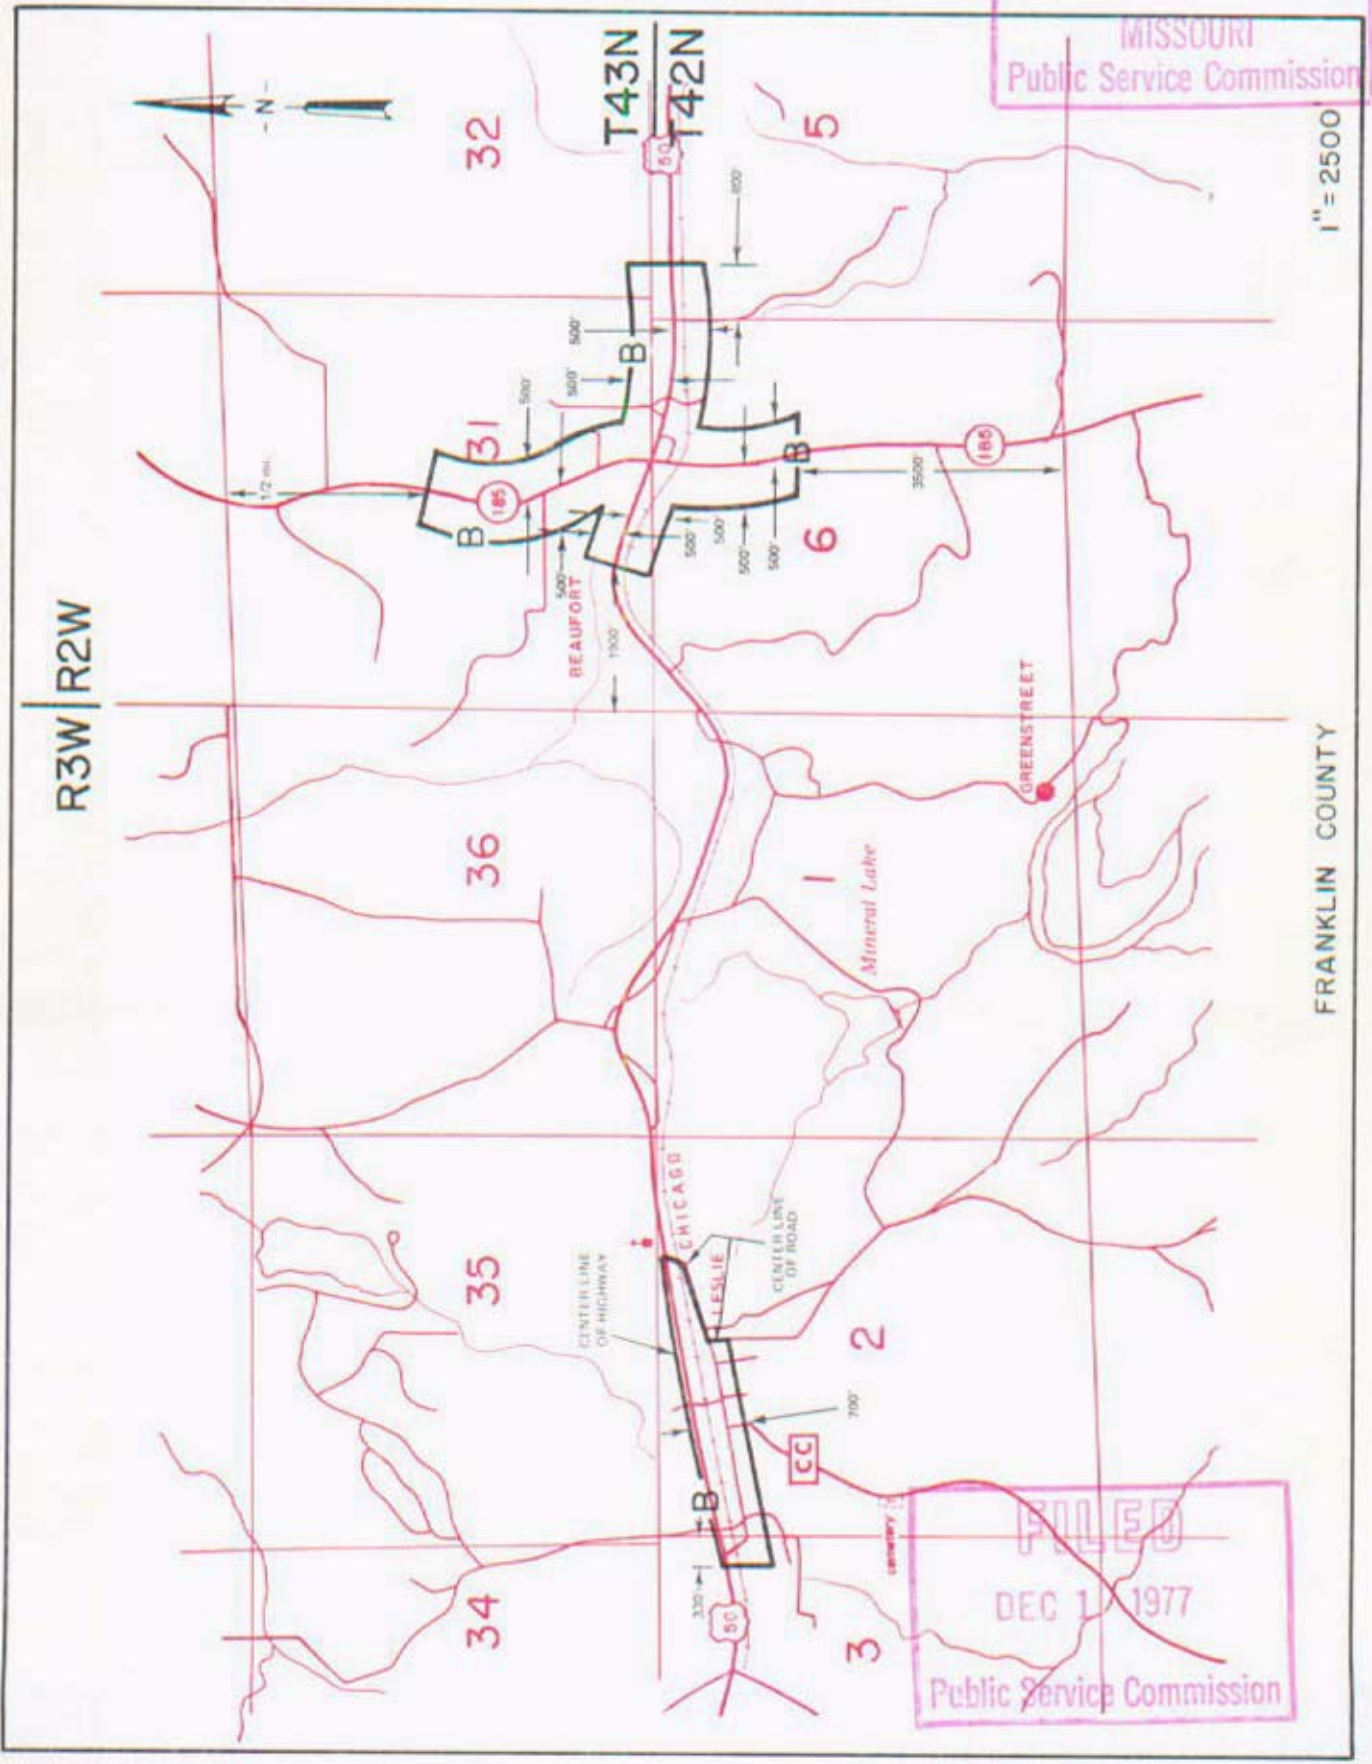 MISSOURI
Public Service Commission
R3W | R2W
T43N
T42N
- N -
32
5
50
1/2 mi.
31
B
500'
500'
500'
800'
185
B
B
185
3500'
500'
BEAUFORT
500'
500'
500'
500'
6
1900'
36
1
Mineral Lake
GREENSTREET
35
CHICAGO
CENTER LINE
OF HIGHWAY
LESLIE
CENTER LINE
OF ROAD
2
B
700'
CC
cemetery
34
330'
50
3
FILED
DEC 1 1977
Public Service Commission
FRANKLIN COUNTY
1" = 2500'